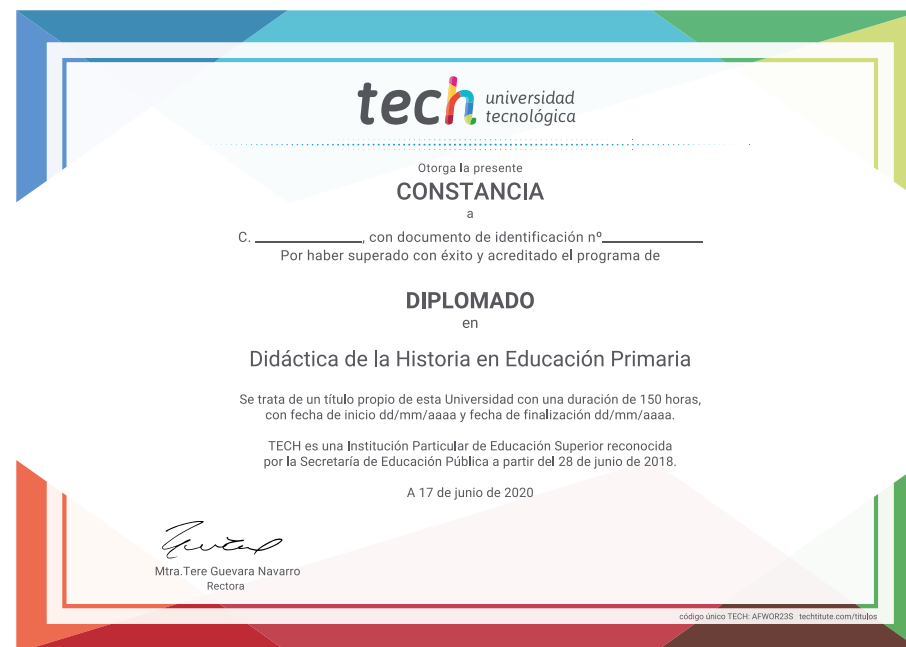 tech universidad
tecnológica
Otorga la presente
CONSTANCIA
a
C. ____________, con documento de identificación nº____________
Por haber superado con éxito y acreditado el programa de
DIPLOMADO
en
Didáctica de la Historia en Educación Primaria
Se trata de un título propio de esta Universidad con una duración de 150 horas,
con fecha de inicio dd/mm/aaaa y fecha de finalización dd/mm/aaaa.
TECH es una Institución Particular de Educación Superior reconocida
por la Secretaría de Educación Pública a partir del 28 de junio de 2018.
A 17 de junio de 2020
Mtra.Tere Guevara Navarro
Rectora
código único TECH: AFWOR23S techtitute.com/titulos